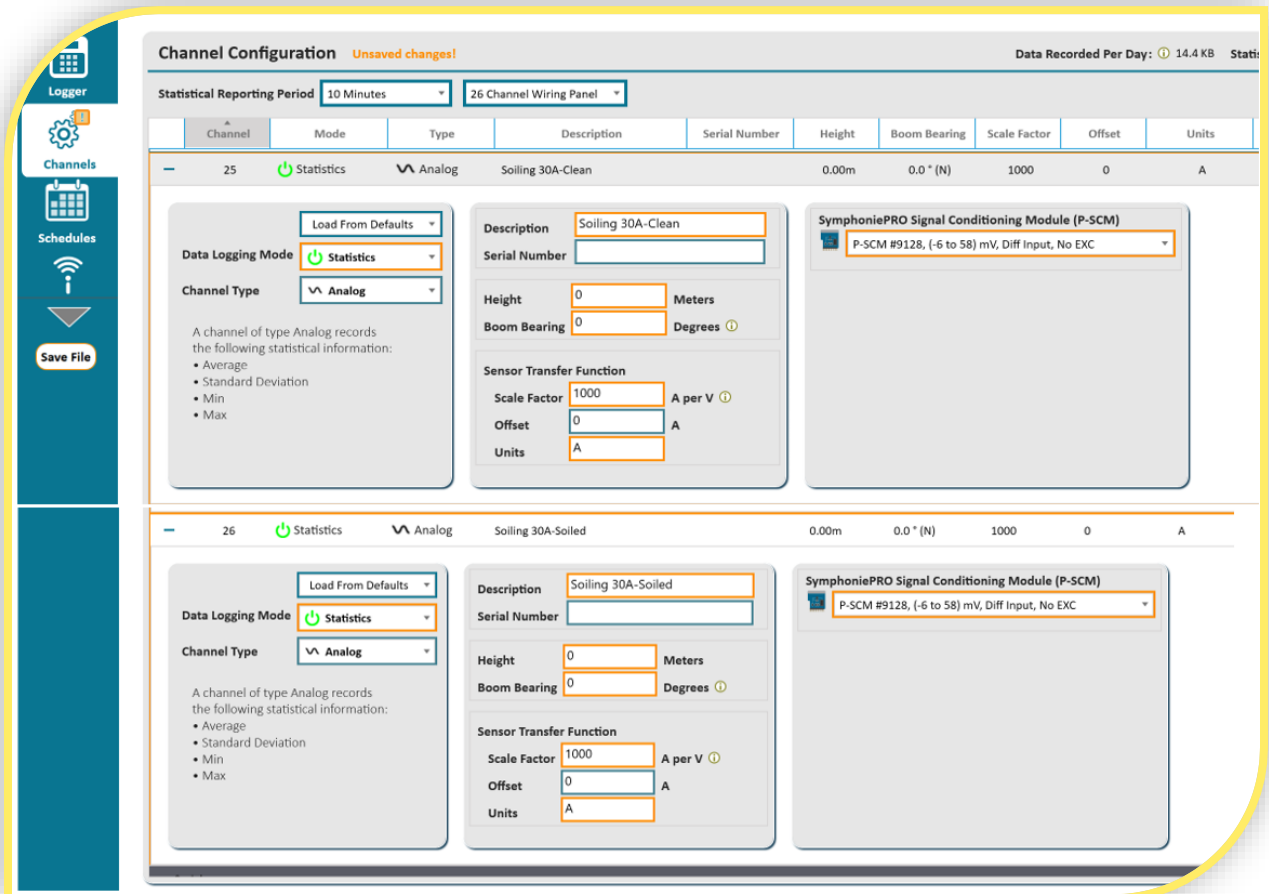 Logger
Channels
Schedules
Save File
Channel Configuration Unsaved changes! Data Recorded Per Day: 14.4 KB
Statistical Reporting Period 10 Minutes 26 Channel Wiring Panel
Channel Mode Type Description Serial Number Height Boom Bearing Scale Factor Offset Units
25 Statistics Analog Soiling 30A-Clean 0.00m 0.0 ° (N) 1000 0 A
Load From Defaults
Data Logging Mode Statistics
Channel Type Analog
A channel of type Analog records
the following statistical information:
• Average
• Standard Deviation
• Min
• Max
Description Soiling 30A-Clean
Serial Number
Height 0 Meters
Boom Bearing 0 Degrees
Sensor Transfer Function
Scale Factor 1000 A per V
Offset 0 A
Units A
SymphoniePRO Signal Conditioning Module (P-SCM)
P-SCM #9128, (-6 to 58) mV, Diff Input, No EXC
26 Statistics Analog Soiling 30A-Soiled 0.00m 0.0 ° (N) 1000 0 A
Load From Defaults
Data Logging Mode Statistics
Channel Type Analog
A channel of type Analog records
the following statistical information:
• Average
• Standard Deviation
• Min
• Max
Description Soiling 30A-Soiled
Serial Number
Height 0 Meters
Boom Bearing 0 Degrees
Sensor Transfer Function
Scale Factor 1000 A per V
Offset 0 A
Units A
SymphoniePRO Signal Conditioning Module (P-SCM)
P-SCM #9128, (-6 to 58) mV, Diff Input, No EXC